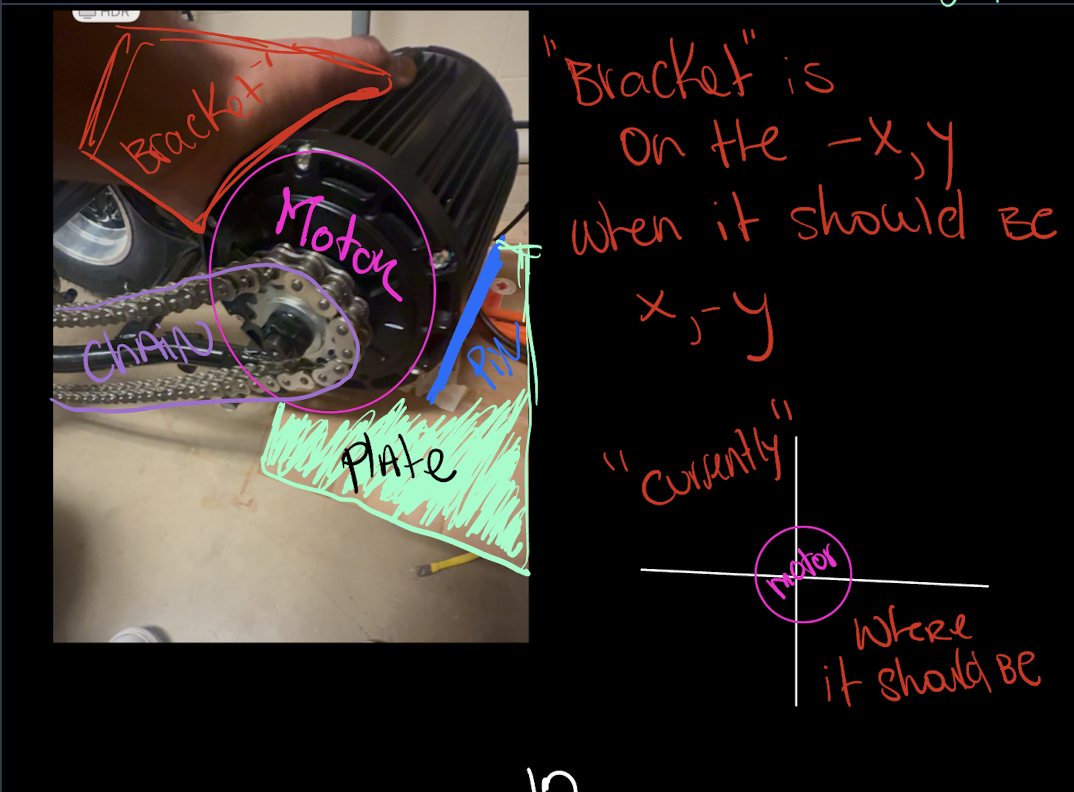 HDR
"Bracket"
Motor
Chain
Pin
Plate
"Bracket" is
on the -x, y
when it should Be
x, -y
"currently"
motor
Where
it should Be